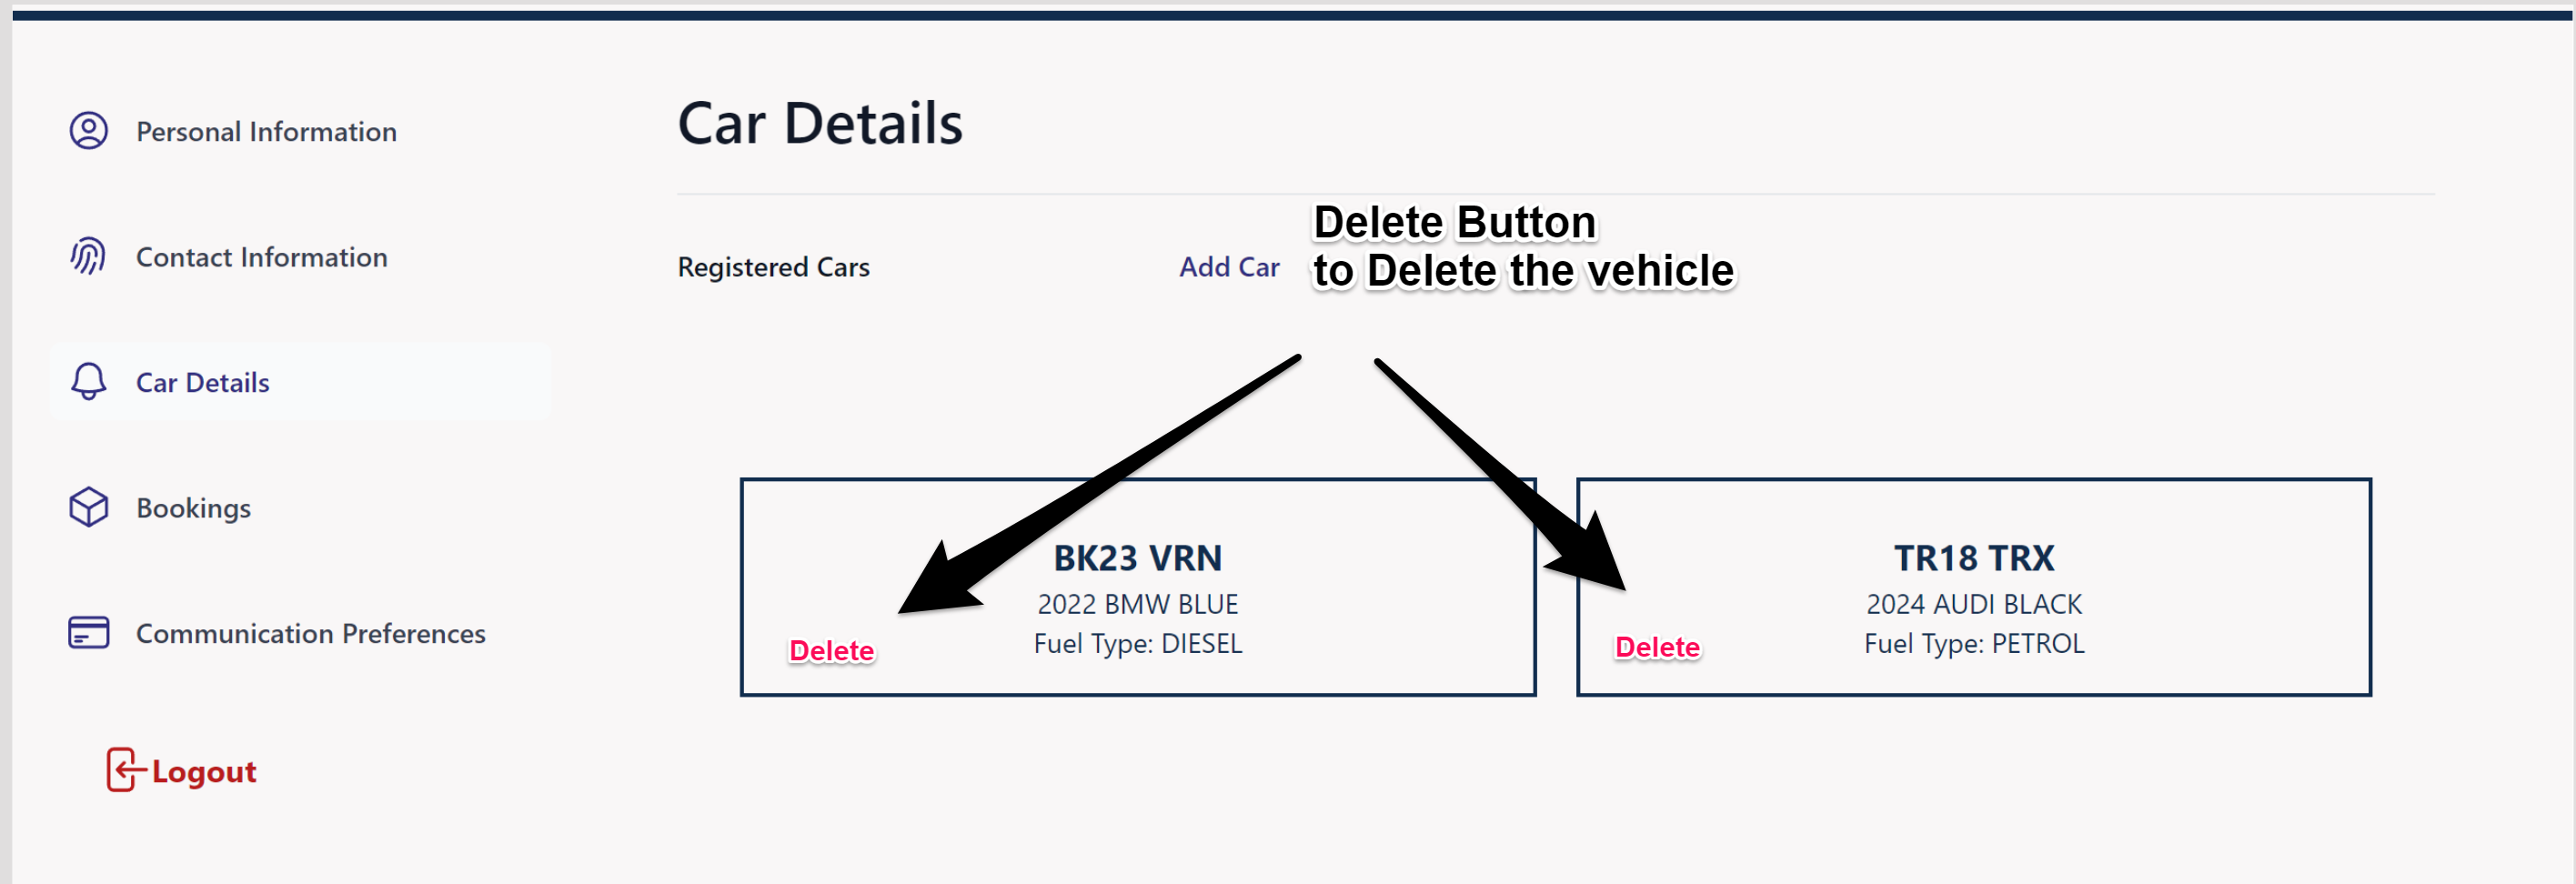 Personal Information
Contact Information
Car Details
Bookings
Communication Preferences
Logout
Car Details
Registered Cars
Add Car
Delete Button
to Delete the vehicle
BK23 VRN
2022 BMW BLUE
Fuel Type: DIESEL
Delete
TR18 TRX
2024 AUDI BLACK
Fuel Type: PETROL
Delete